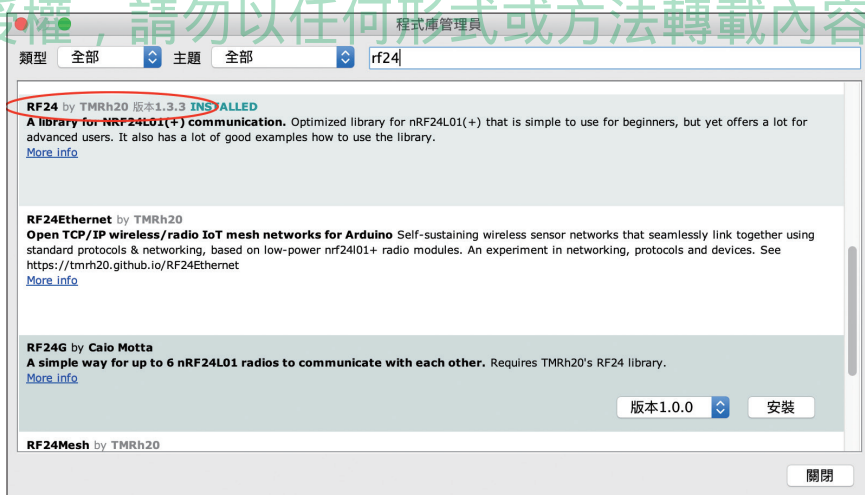 授權，請勿以任何形式或方法轉載內容
程式庫管理員
類型 全部 主題 全部 rf24
RF24 by TMRh20 版本1.3.3 INSTALLED
A library for NRF24L01(+) communication. Optimized library for nRF24L01(+) that is simple to use for beginners, but yet offers a lot for
advanced users. It also has a lot of good examples how to use the library.
More info
RF24Ethernet by TMRh20
Open TCP/IP wireless/radio IoT mesh networks for Arduino Self-sustaining wireless sensor networks that seamlessly link together using
standard protocols & networking, based on low-power nrf24l01+ radio modules. An experiment in networking, protocols and devices. See
https://tmrh20.github.io/RF24Ethernet
More info
RF24G by Caio Motta
A simple way for up to 6 nRF24L01 radios to communicate with each other. Requires TMRh20's RF24 library.
More info
版本1.0.0 安裝
RF24Mesh by TMRh20
關閉